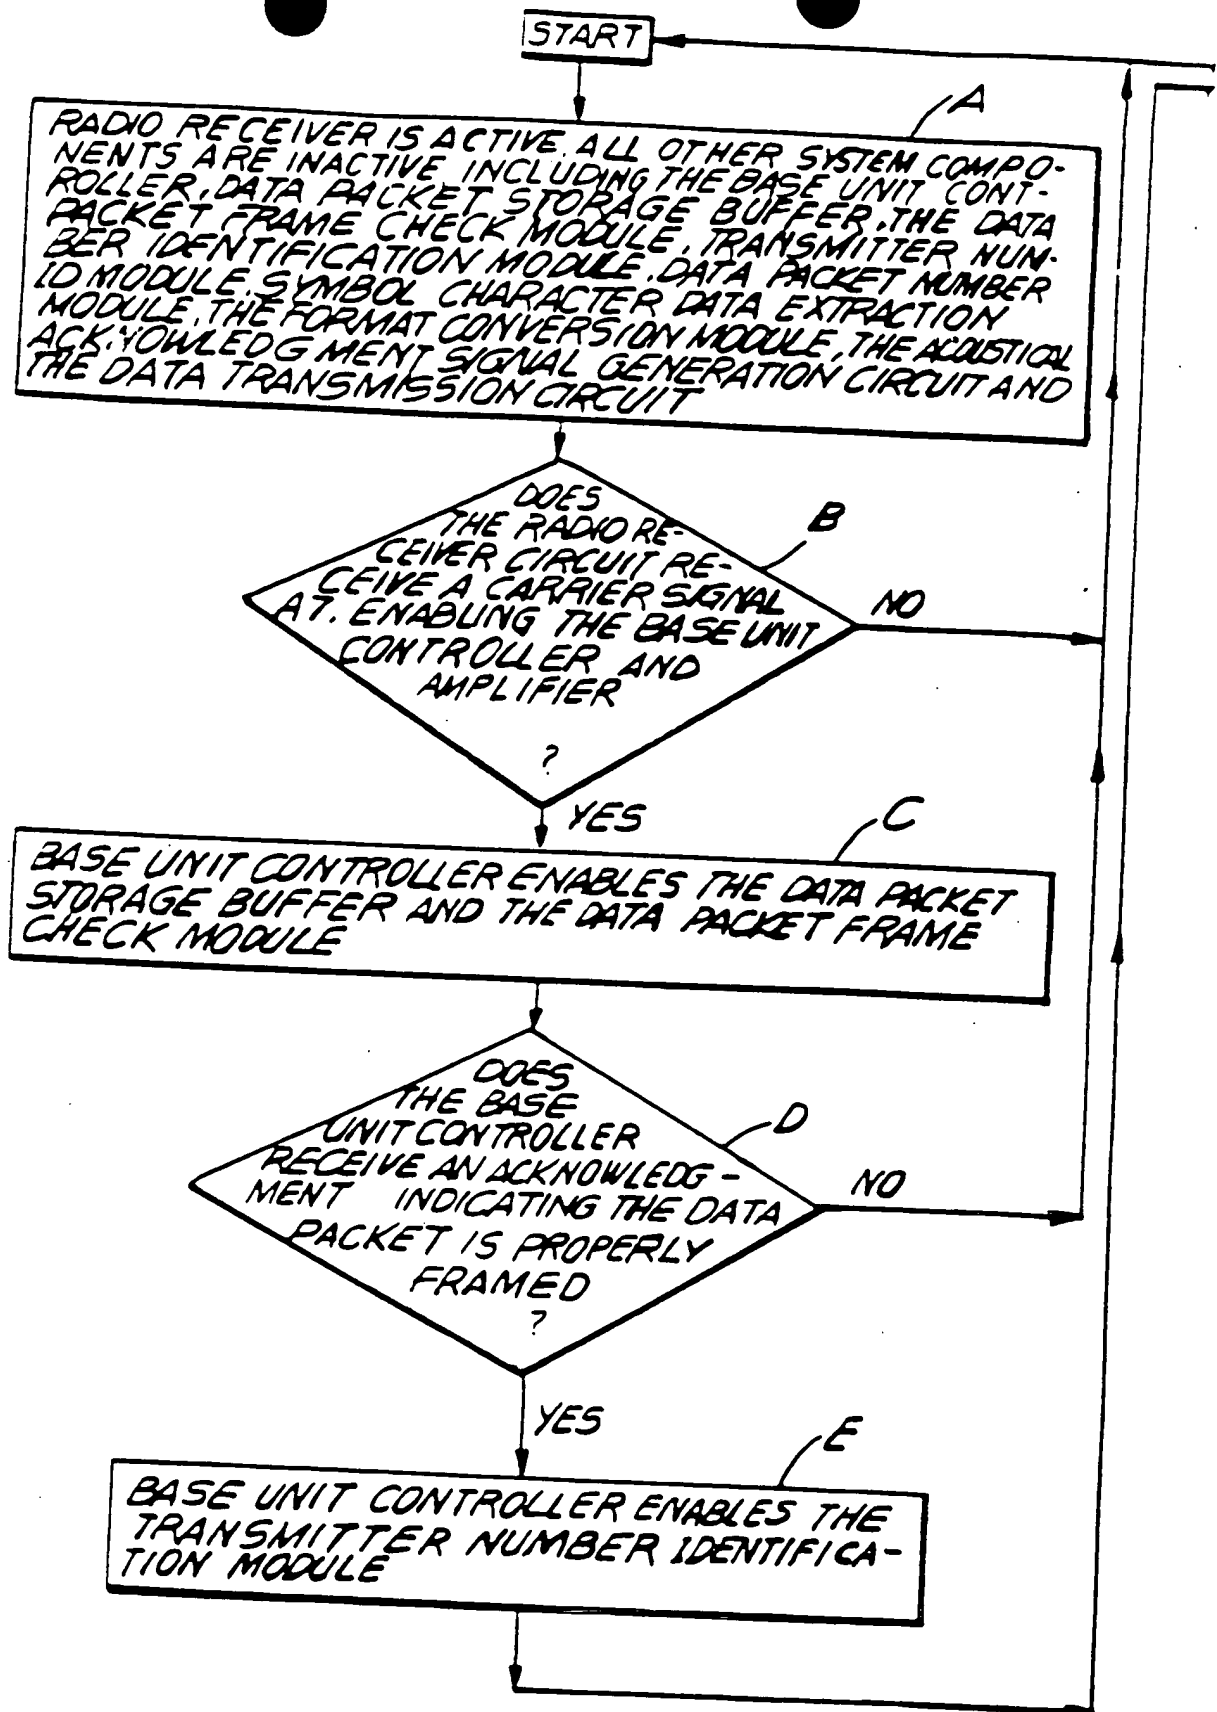 START
A
RADIO RECEIVER IS ACTIVE. ALL OTHER SYSTEM COMPO-
NENTS ARE INACTIVE INCLUDING THE BASE UNIT CONT-
ROLLER, DATA PACKET STORAGE BUFFER, THE DATA
PACKET FRAME CHECK MODULE, TRANSMITTER NUM-
BER IDENTIFICATION MODULE, DATA PACKET NUMBER
ID MODULE, SYMBOL CHARACTER DATA EXTRACTION
MODULE, THE FORMAT CONVERSION MODULE, THE ACOUSTICAL
ACKNOWLEDGMENT SIGNAL GENERATION CIRCUIT AND
THE DATA TRANSMISSION CIRCUIT
B
DOES
THE RADIO RE-
CEIVER CIRCUIT RE-
CEIVE A CARRIER SIGNAL
A7. ENABLING THE BASE UNIT
CONTROLLER AND
AMPLIFIER
?
NO
YES
C
BASE UNIT CONTROLLER ENABLES THE DATA PACKET
STORAGE BUFFER AND THE DATA PACKET FRAME
CHECK MODULE
D
DOES
THE BASE
UNIT CONTROLLER
RECEIVE AN ACKNOWLEDG-
MENT INDICATING THE DATA
PACKET IS PROPERLY
FRAMED
?
NO
YES
E
BASE UNIT CONTROLLER ENABLES THE
TRANSMITTER NUMBER IDENTIFICA-
TION MODULE